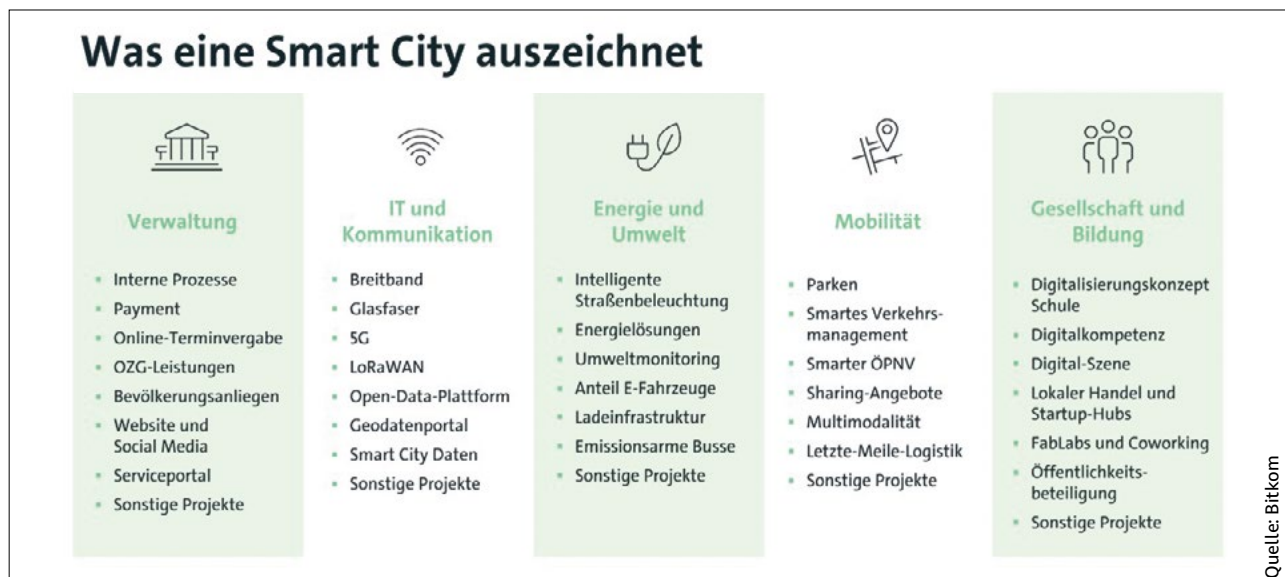 Was eine Smart City auszeichnet
Verwaltung
Interne Prozesse
Payment
Online-Terminvergabe
OZG-Leistungen
Bevölkerungsanliegen
Website und
Social Media
Serviceportal
Sonstige Projekte
IT und
Kommunikation
Breitband
Glasfaser
5G
LoRaWAN
Open-Data-Plattform
Geodatenportal
Smart City Daten
Sonstige Projekte
Energie und
Umwelt
Intelligente
Straßenbeleuchtung
Energielösungen
Umweltmonitoring
Anteil E-Fahrzeuge
Ladeinfrastruktur
Emissionsarme Busse
Sonstige Projekte
Mobilität
Parken
Smartes Verkehrs-
management
Smarter ÖPNV
Sharing-Angebote
Multimodalität
Letzte-Meile-Logistik
Sonstige Projekte
Gesellschaft und
Bildung
Digitalisierungskonzept
Schule
Digitalkompetenz
Digital-Szene
Lokaler Handel und
Startup-Hubs
FabLabs und Coworking
Öffentlichkeits-
beteiligung
Sonstige Projekte
Quelle: Bitkom